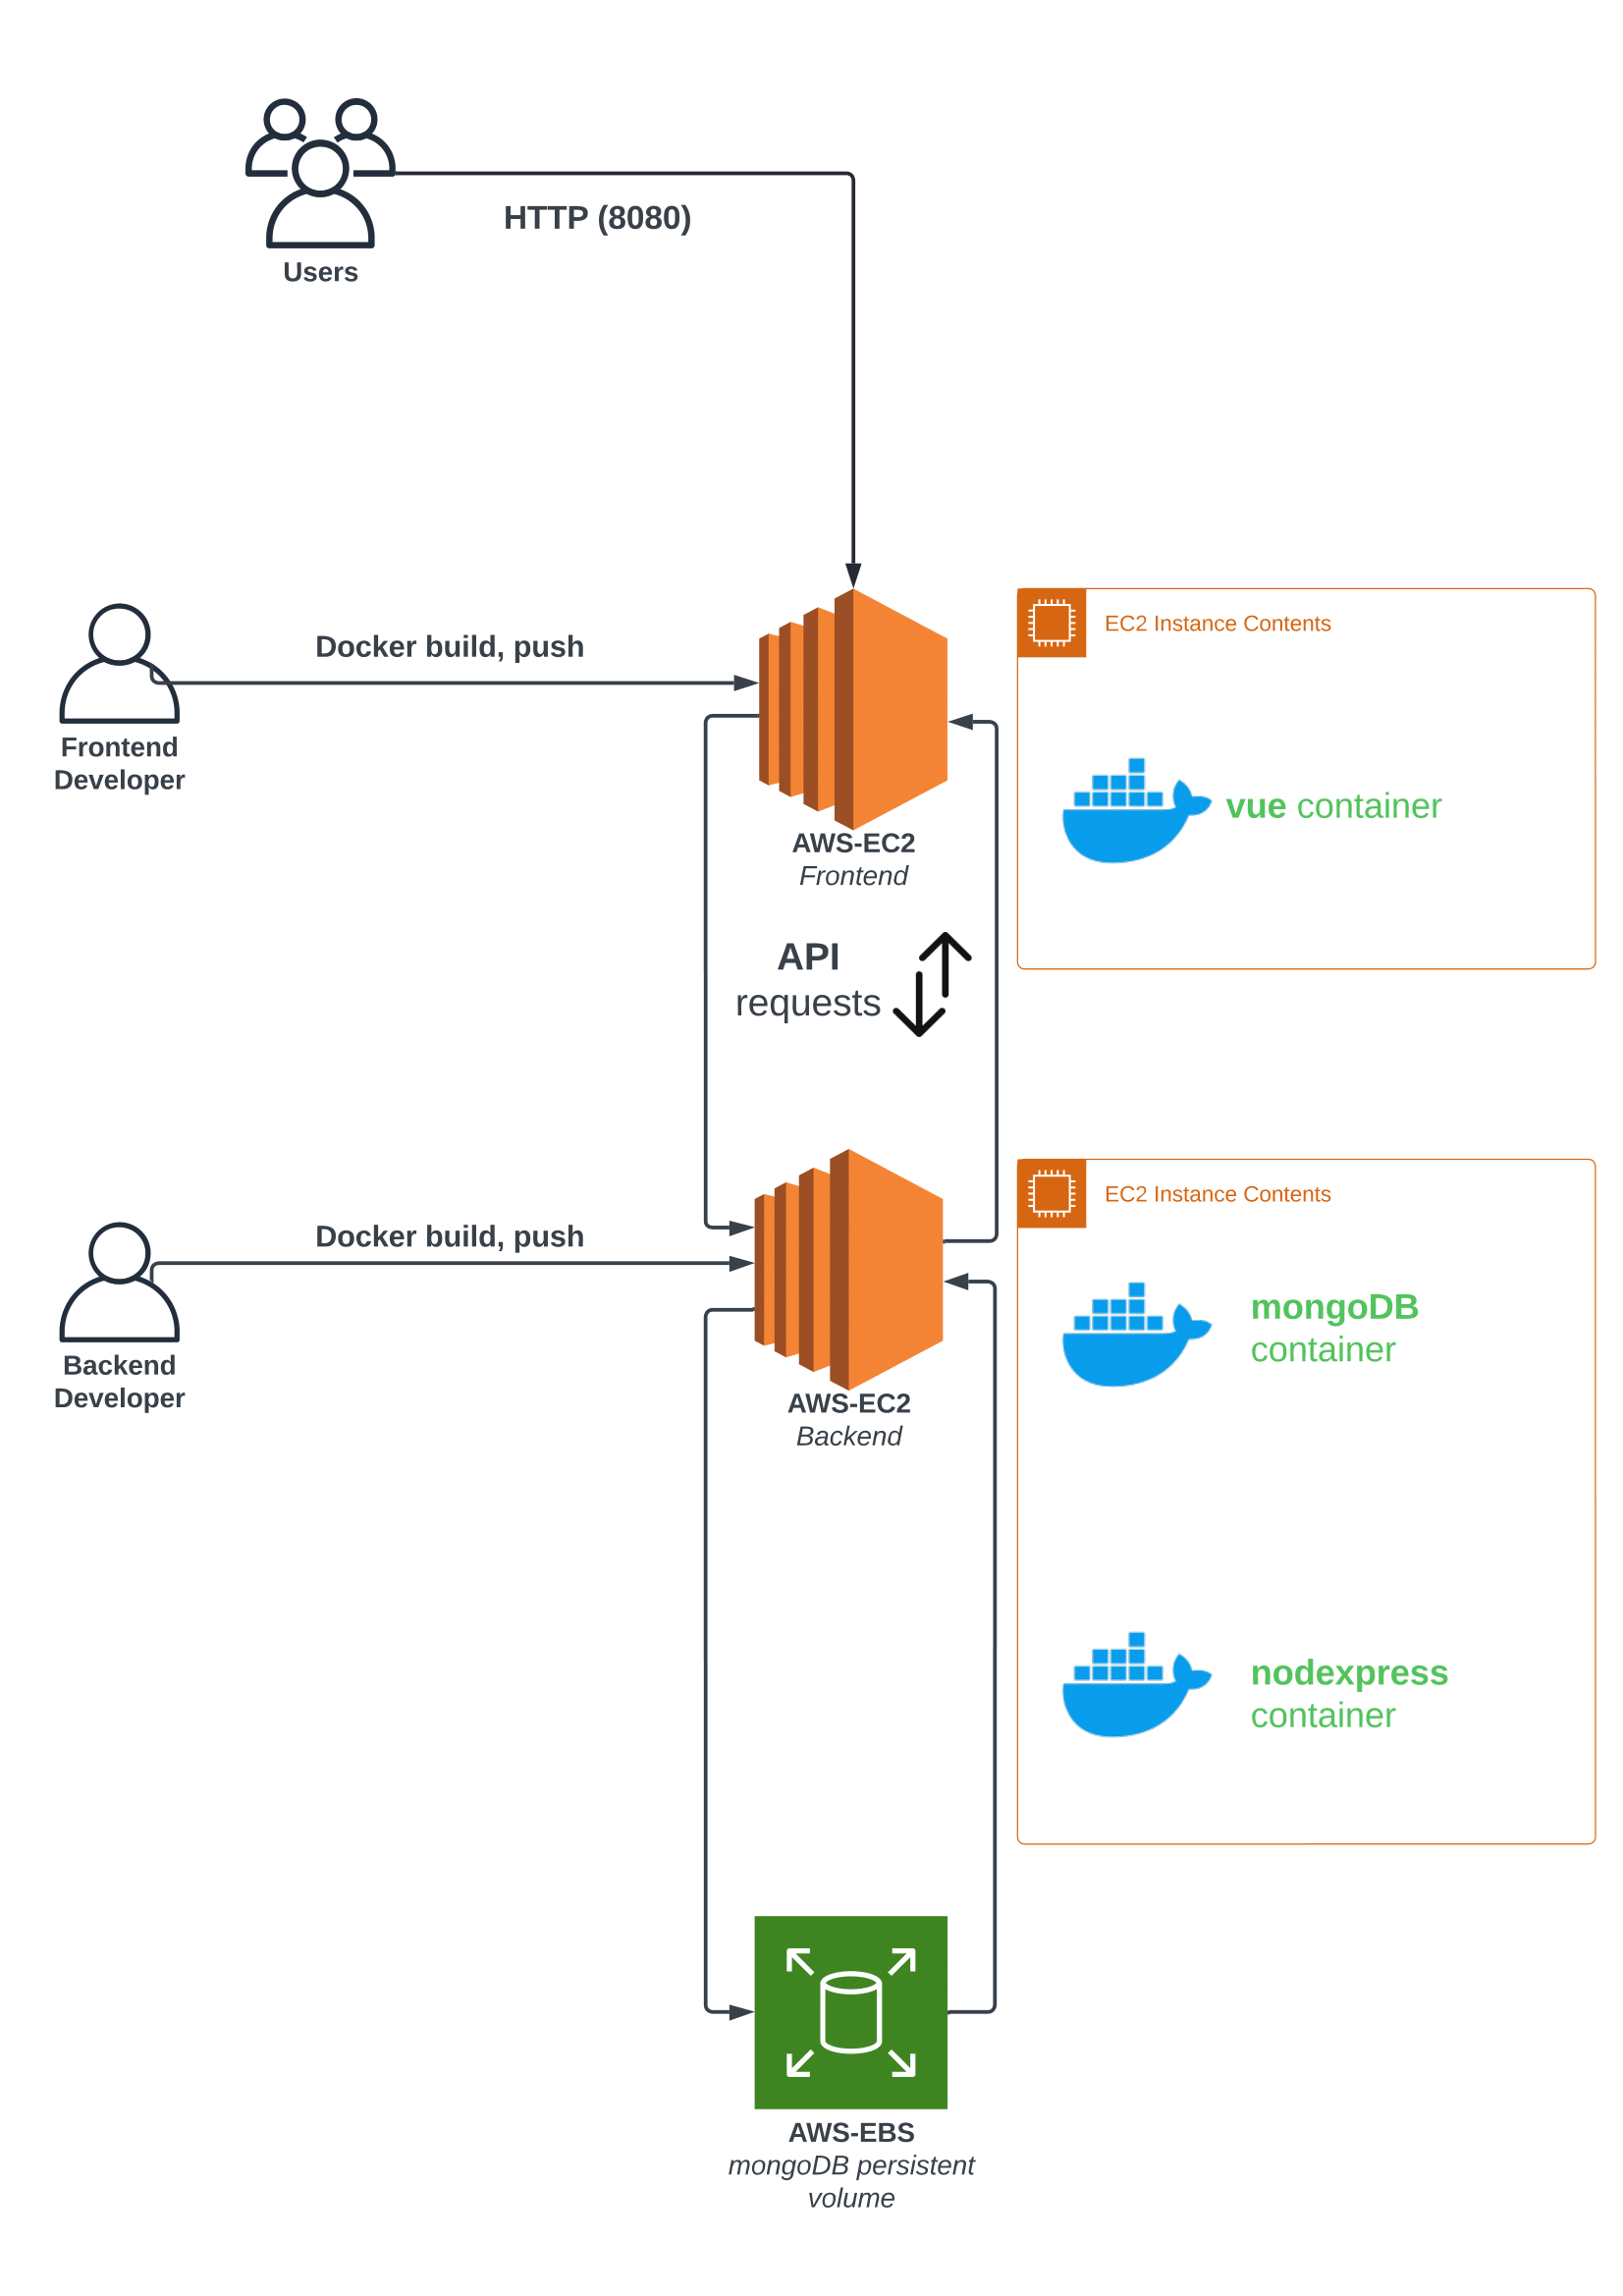 Users
HTTP (8080)
Frontend
Developer
Docker build, push
AWS-EC2
Frontend
EC2 Instance Contents
vue container
API
requests
Backend
Developer
Docker build, push
AWS-EC2
Backend
EC2 Instance Contents
mongoDB
container
nodexpress
container
AWS-EBS
mongoDB persistent
volume